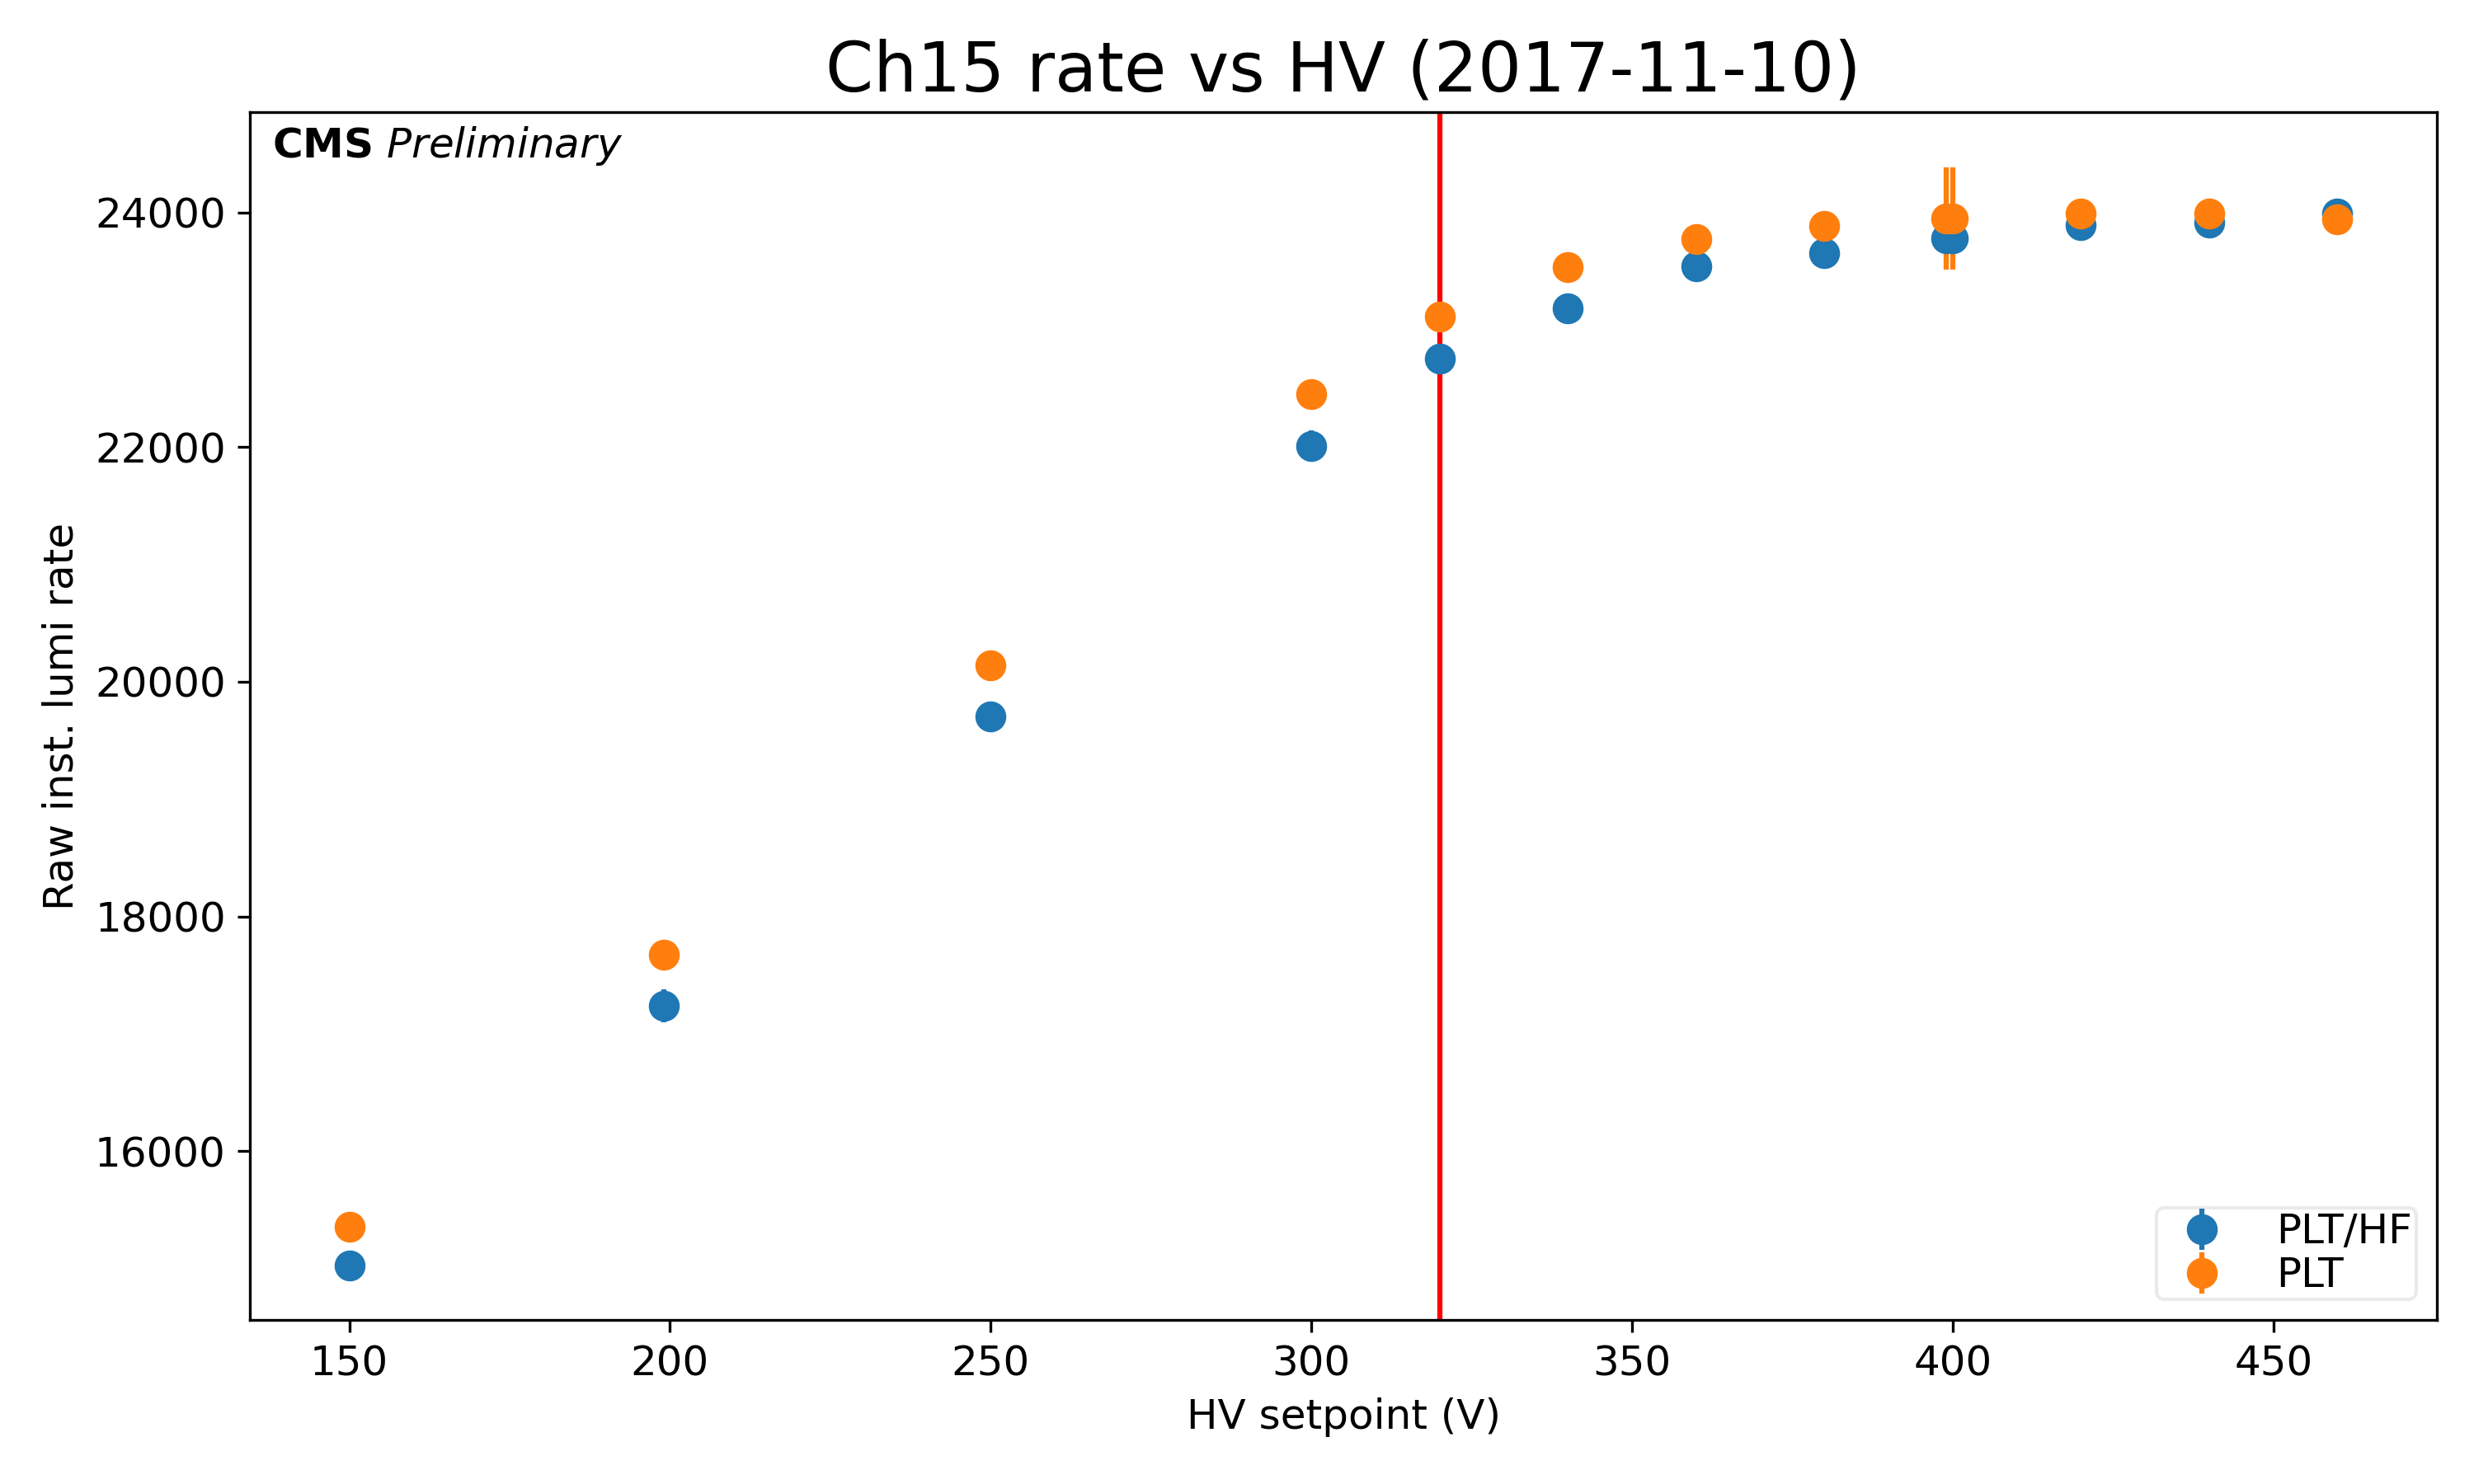 Ch15 rate vs HV (2017-11-10)
CMS Preliminary
24000
22000
20000
18000
16000
Raw inst. lumi rate
150 200 250 300 350 400 450
HV setpoint (V)
PLT/HF
PLT